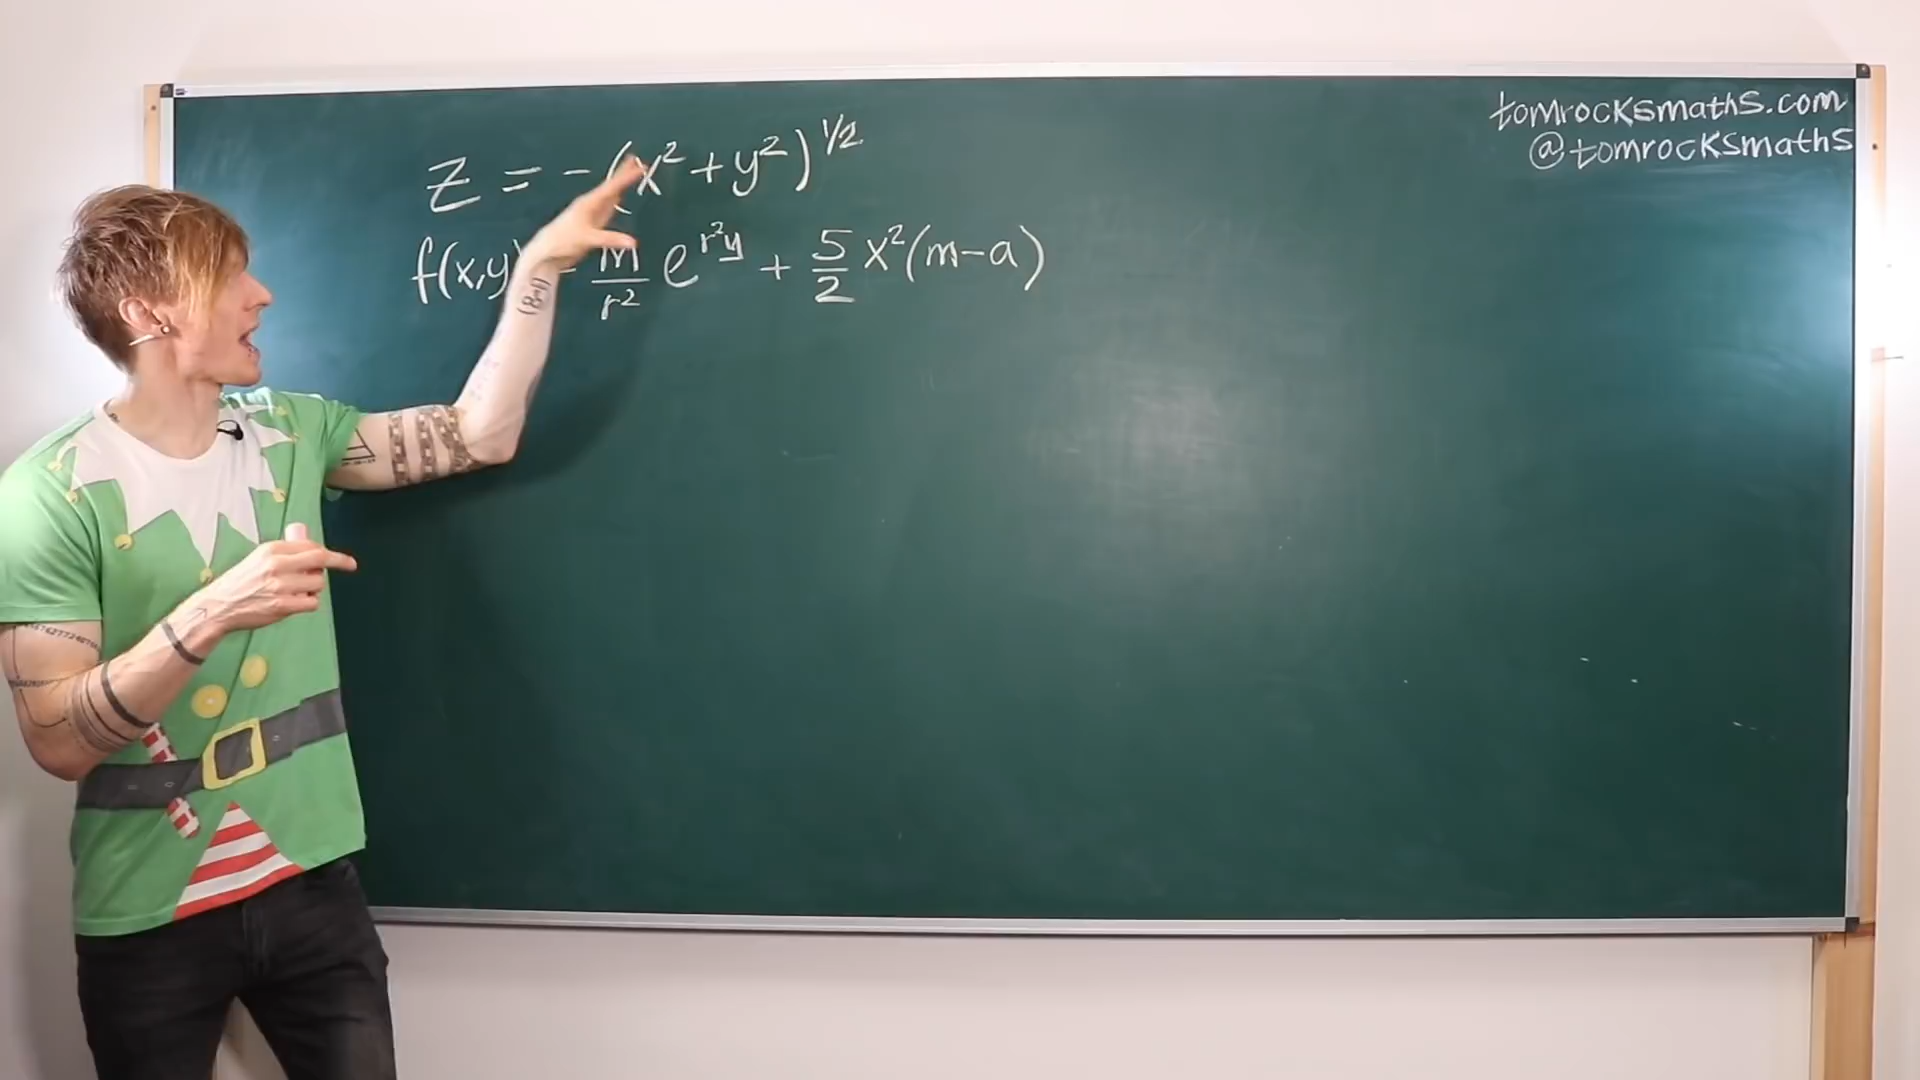 tomrocksmaths.com
@tomrocksmaths
z = -(x² + y²)^1/2
f(x,y) = m/r² e^r²y + 5/2 x²(m-a)